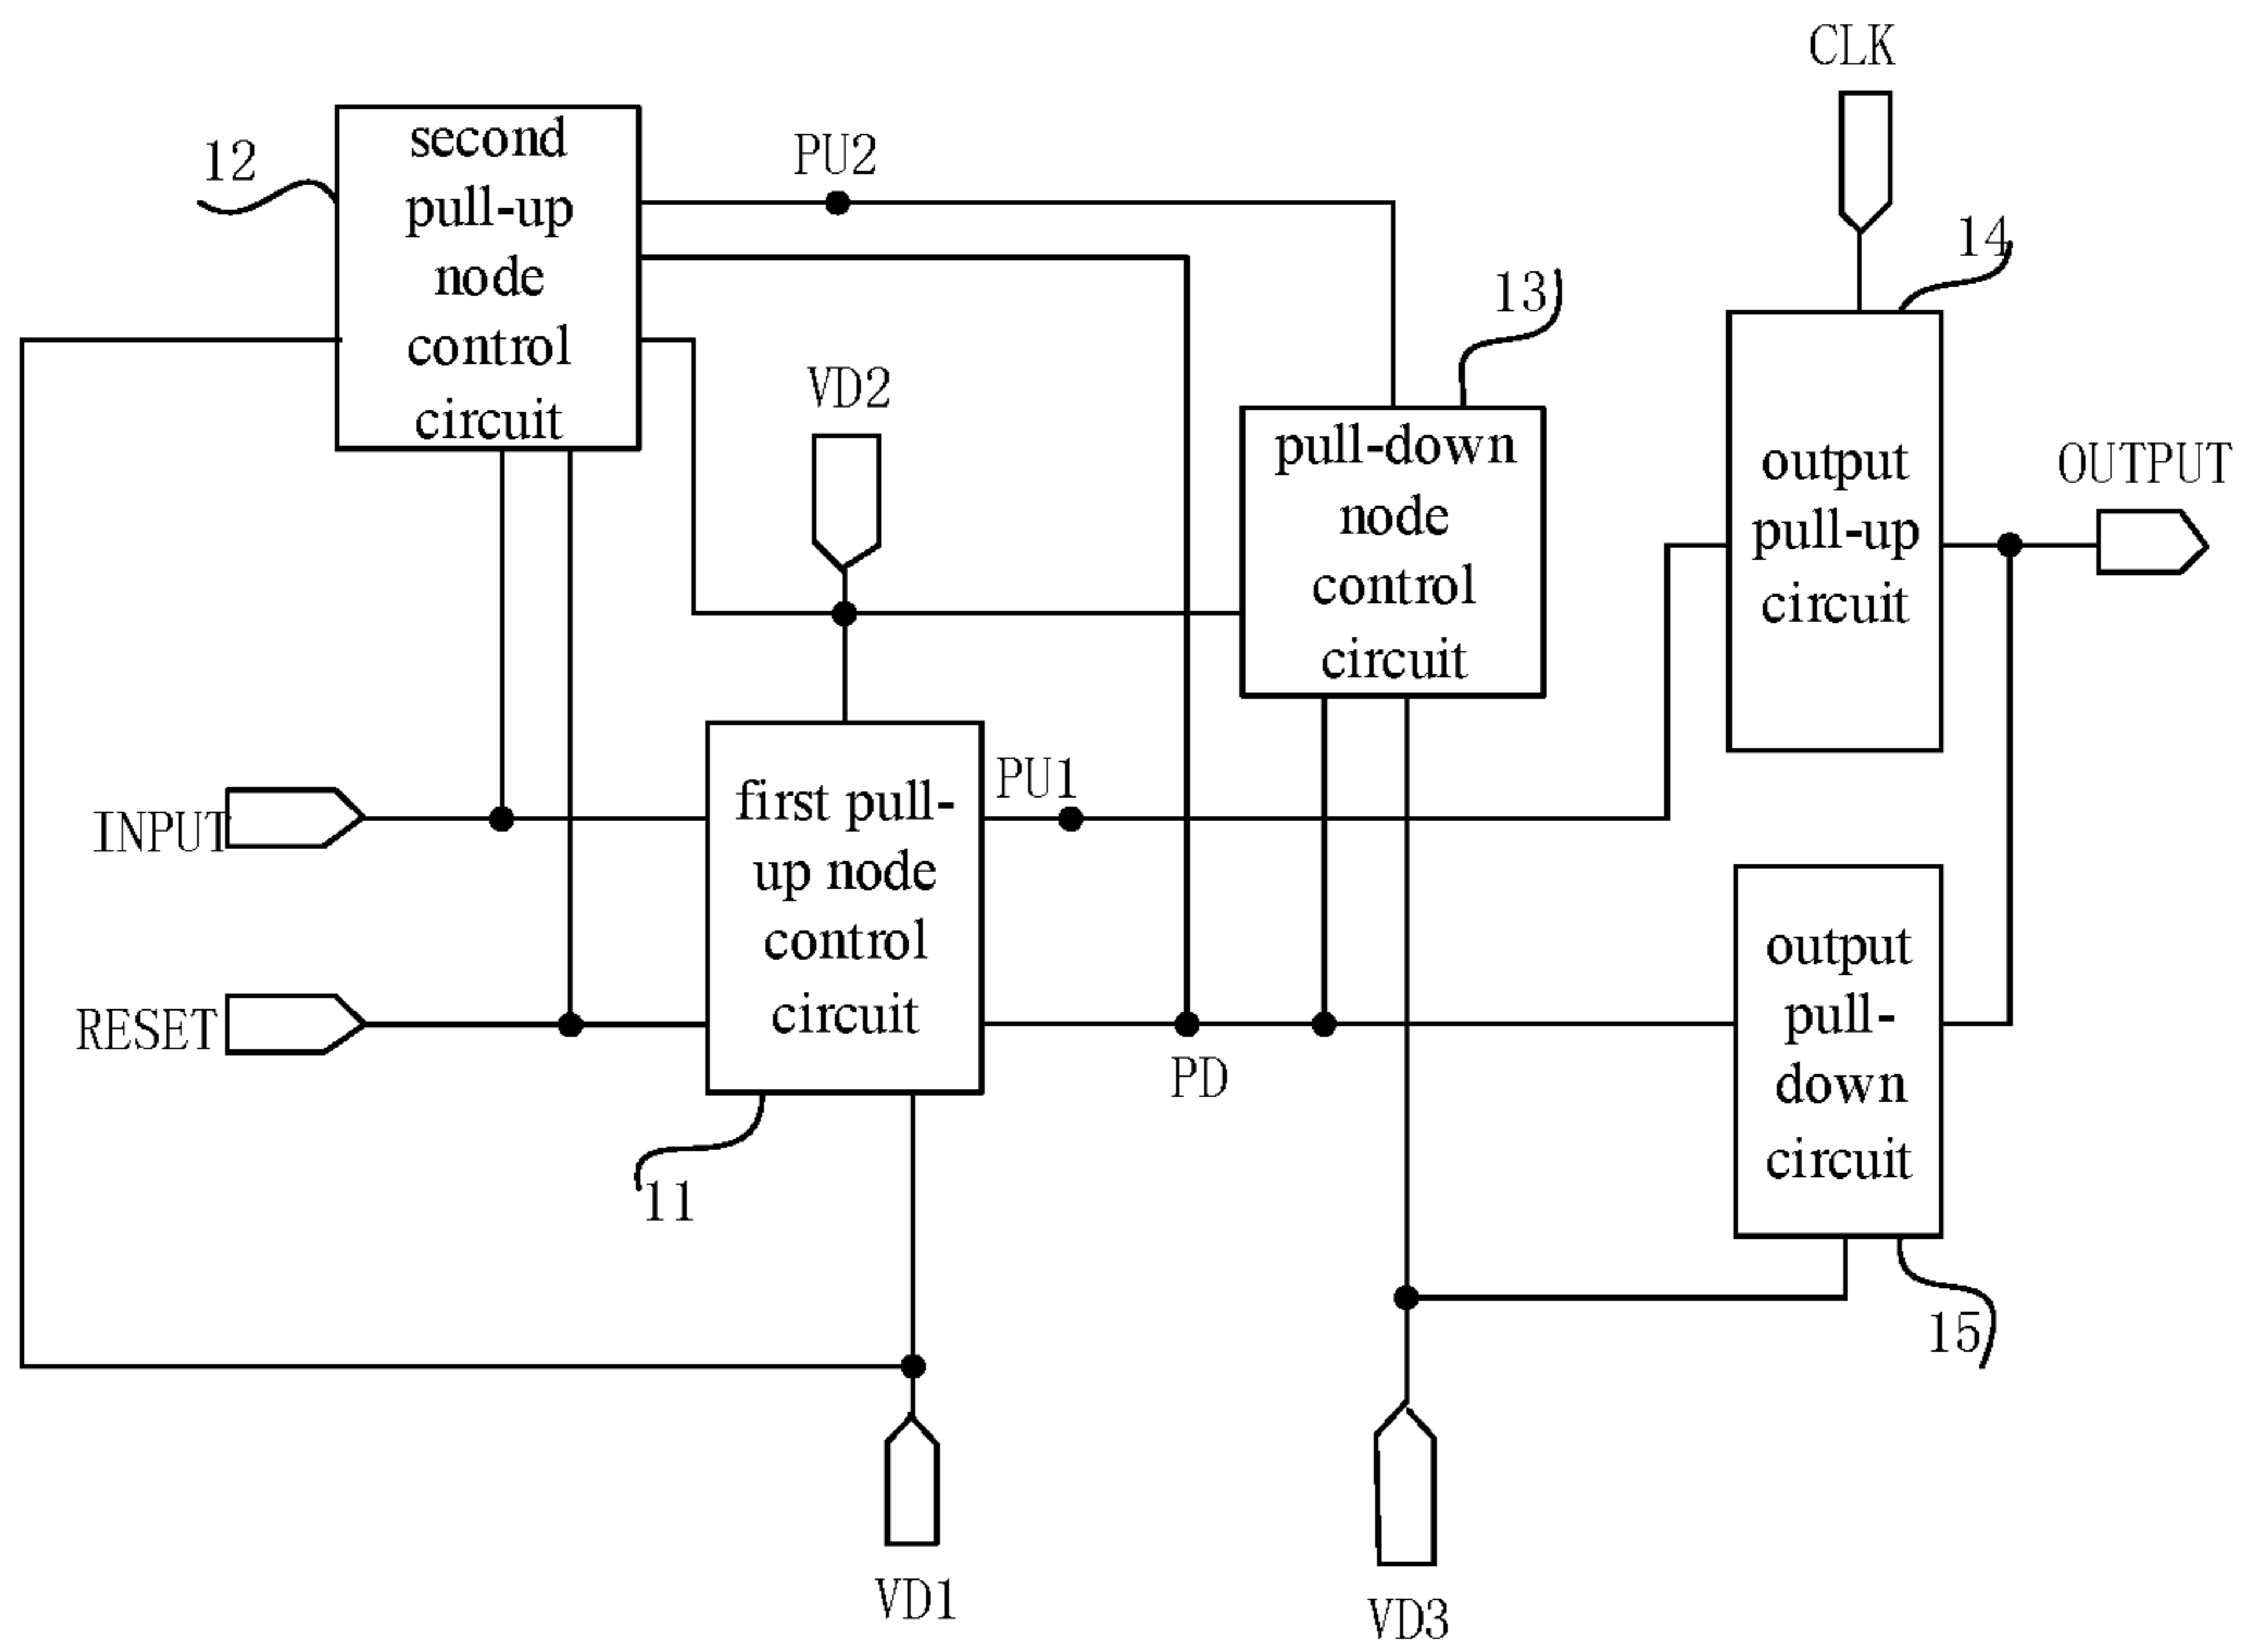 CLK
second
pull-up
node
control
circuit
12
PU2
14
13
VD2
pull-down
node
control
circuit
output
pull-up
circuit
OUTPUT
INPUT
first pull-
up node
control
circuit
PU1
RESET
PD
output
pull-
down
circuit
11
15
VD1
VD3